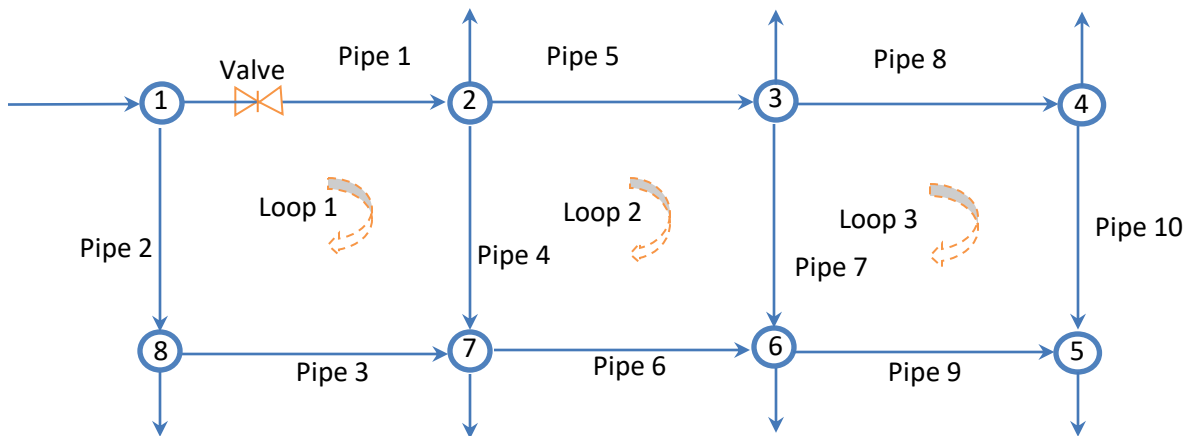 Pipe 1
Pipe 5
Pipe 8
Valve
1
2
3
4
Loop 1
Loop 2
Loop 3
Pipe 2
Pipe 4
Pipe 7
Pipe 10
8
7
6
5
Pipe 3
Pipe 6
Pipe 9